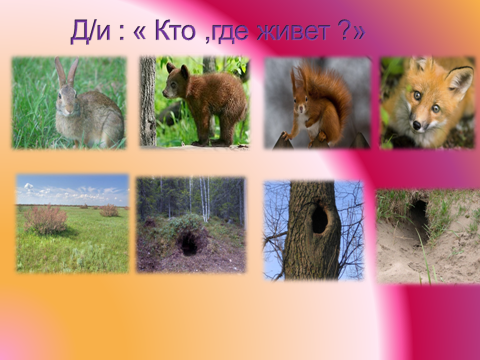 Д/и : « Кто ,где живет ?»